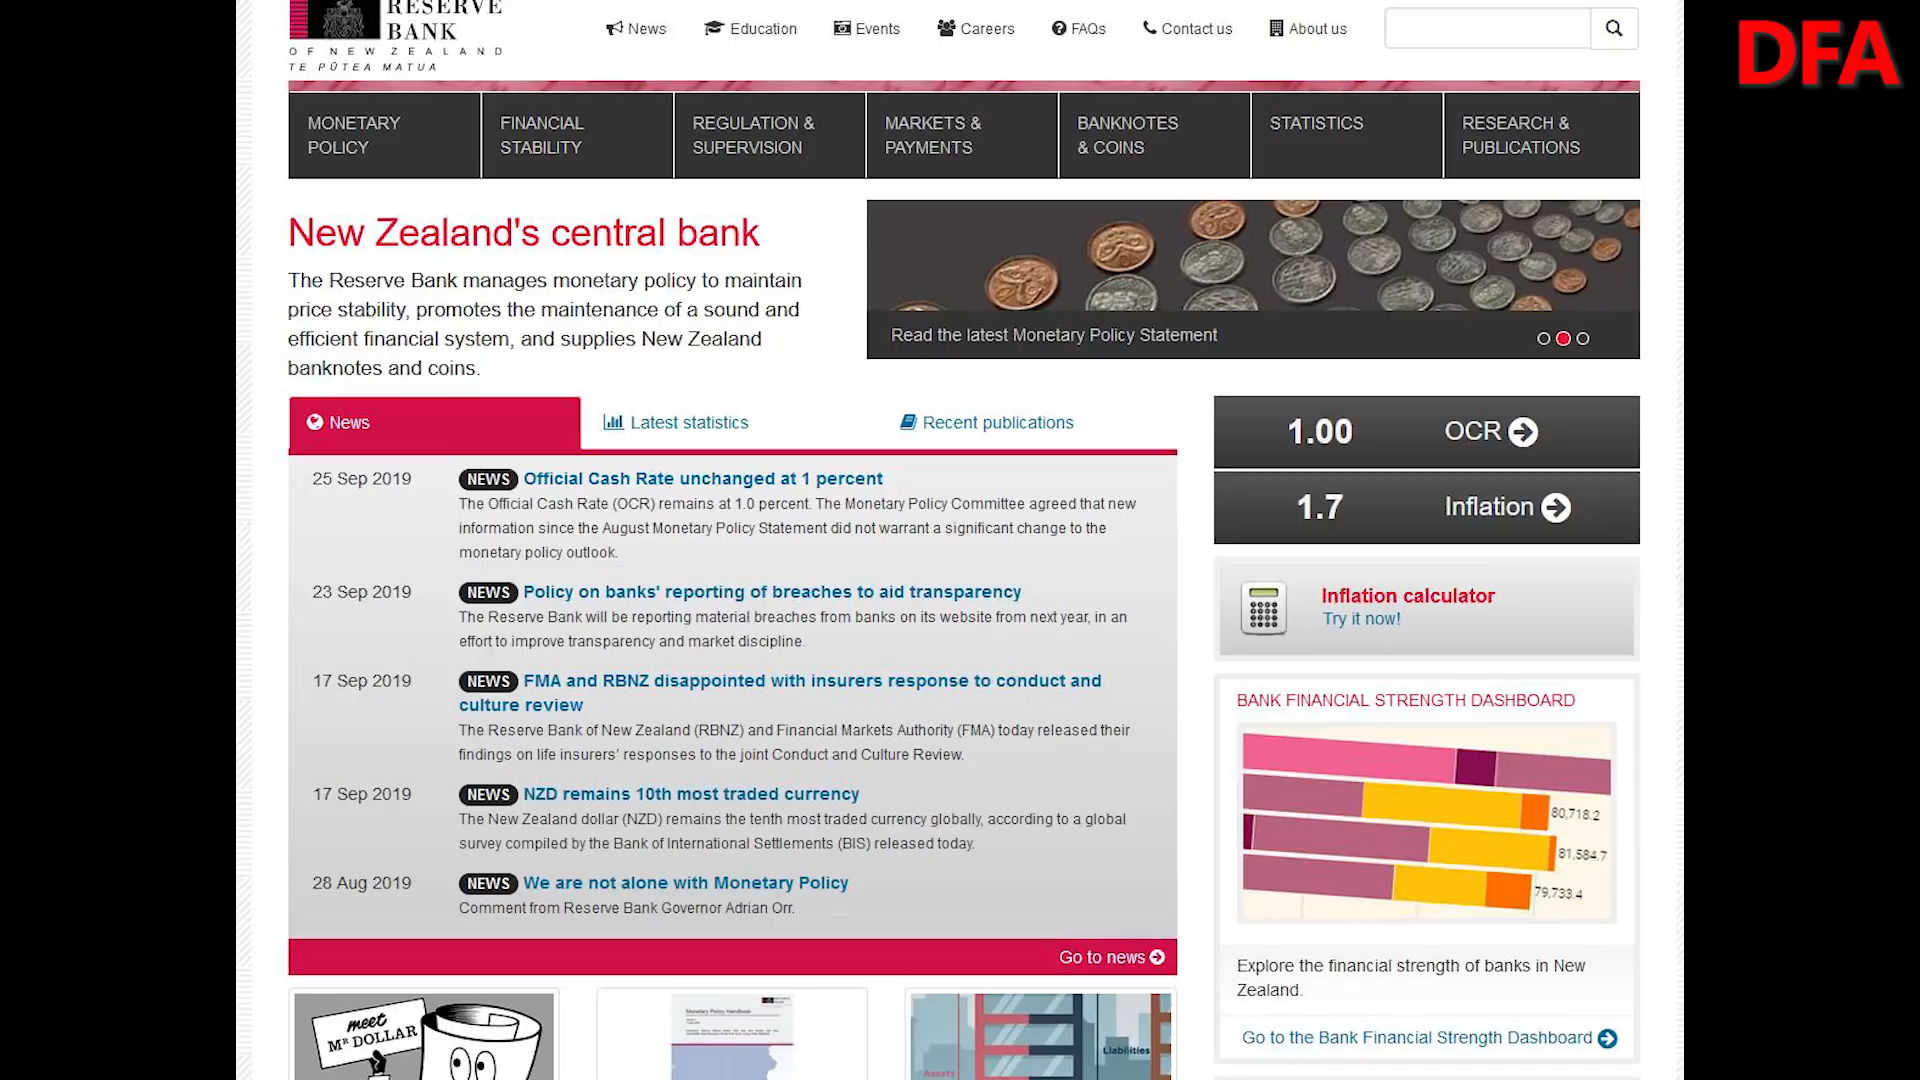 RESERVE
BANK
OF NEW ZEALAND
TE PŪTEA MATUA
News
Education
Events
Careers
FAQs
Contact us
About us
DFA
MONETARY
POLICY
FINANCIAL
STABILITY
REGULATION &
SUPERVISION
MARKETS &
PAYMENTS
BANKNOTES
& COINS
STATISTICS
RESEARCH &
PUBLICATIONS
New Zealand's central bank
The Reserve Bank manages monetary policy to maintain
price stability, promotes the maintenance of a sound and
efficient financial system, and supplies New Zealand
banknotes and coins.
Read the latest Monetary Policy Statement
News
Latest statistics
Recent publications
25 Sep 2019
NEWS Official Cash Rate unchanged at 1 percent
The Official Cash Rate (OCR) remains at 1.0 percent. The Monetary Policy Committee agreed that new
information since the August Monetary Policy Statement did not warrant a significant change to the
monetary policy outlook.
23 Sep 2019
NEWS Policy on banks' reporting of breaches to aid transparency
The Reserve Bank will be reporting material breaches from banks on its website from next year, in an
effort to improve transparency and market discipline.
17 Sep 2019
NEWS FMA and RBNZ disappointed with insurers response to conduct and
culture review
The Reserve Bank of New Zealand (RBNZ) and Financial Markets Authority (FMA) today released their
findings on life insurers' responses to the joint Conduct and Culture Review.
17 Sep 2019
NEWS NZD remains 10th most traded currency
The New Zealand dollar (NZD) remains the tenth most traded currency globally, according to a global
survey compiled by the Bank of International Settlements (BIS) released today.
28 Aug 2019
NEWS We are not alone with Monetary Policy
Comment from Reserve Bank Governor Adrian Orr.
Go to news
1.00 OCR
1.7 Inflation
Inflation calculator
Try it now!
BANK FINANCIAL STRENGTH DASHBOARD
80,718.2
81,584.7
79,733.4
Explore the financial strength of banks in New
Zealand.
Go to the Bank Financial Strength Dashboard
meet
MR DOLLAR
Monetary Policy Handbook
Liabilities
Assets